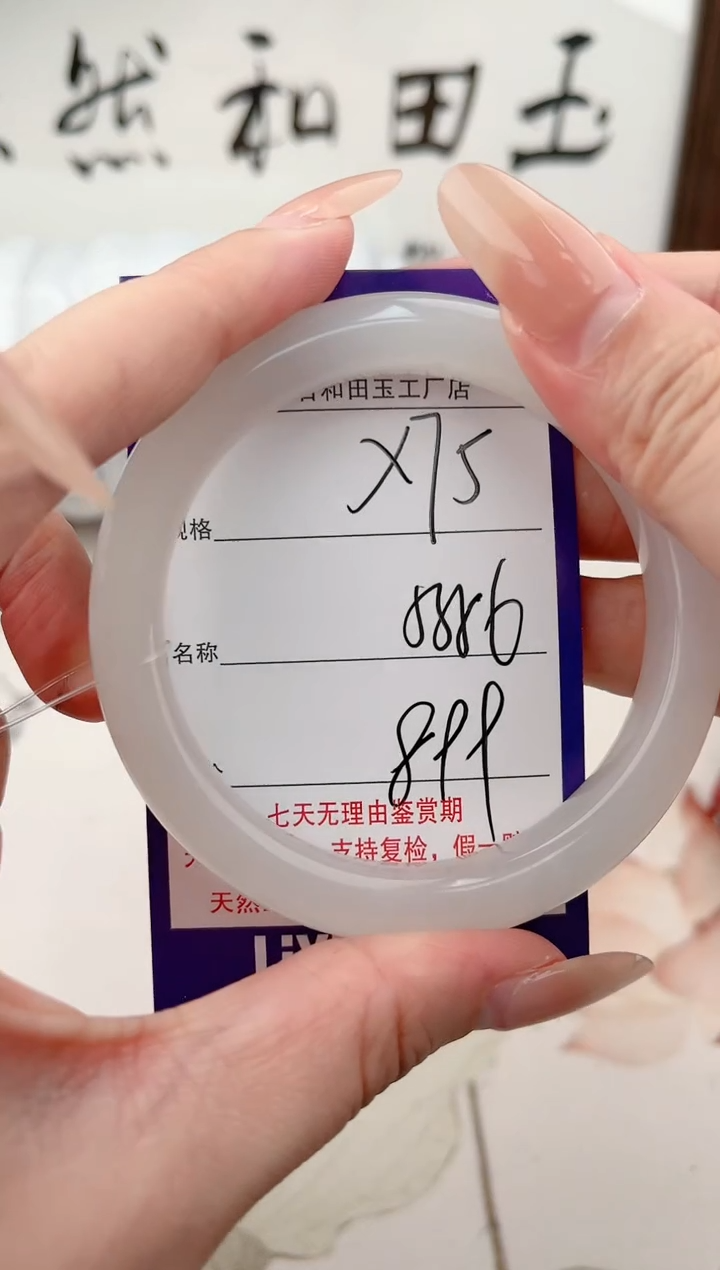 然和田玉
和田玉工厂店
X75
规格
8886
名称
899
七天无理由鉴赏期
支持复检，假一
天然